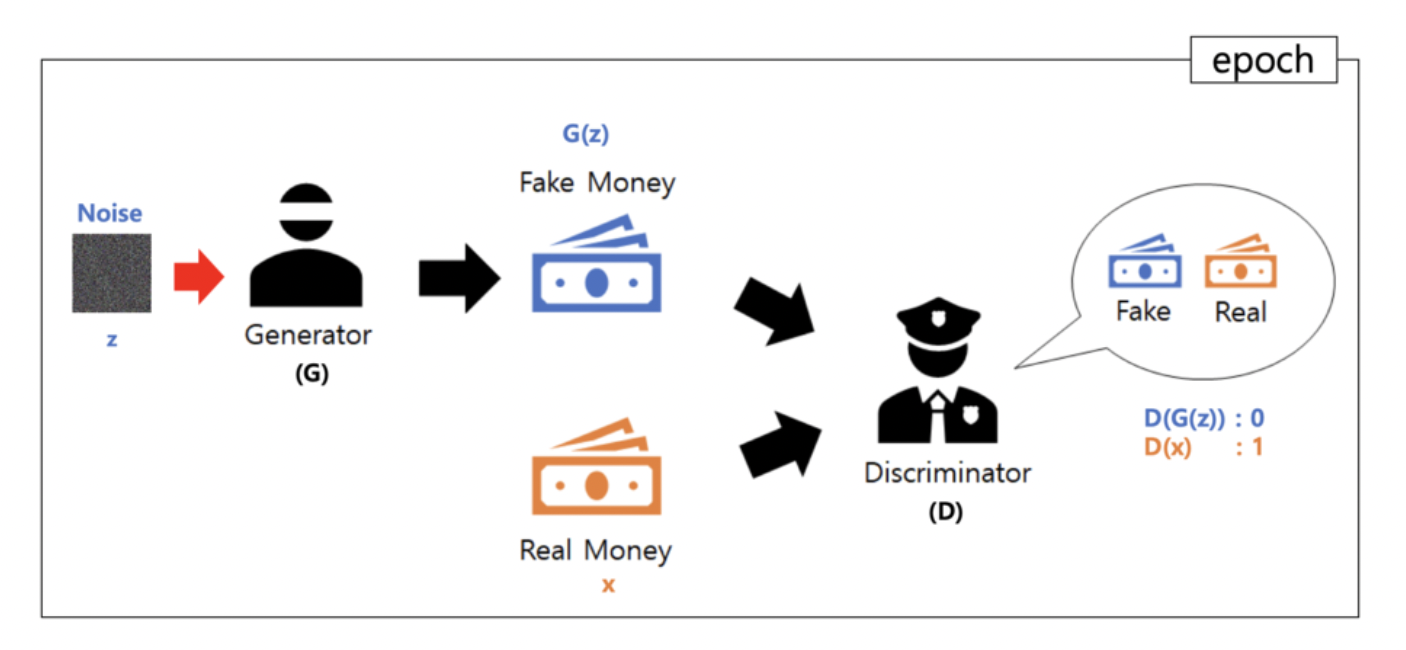 epoch
G(z)
Fake Money
Noise
z
Generator
(G)
Real Money
x
Discriminator
(D)
Fake Real
D(G(z)) : 0
D(x) : 1